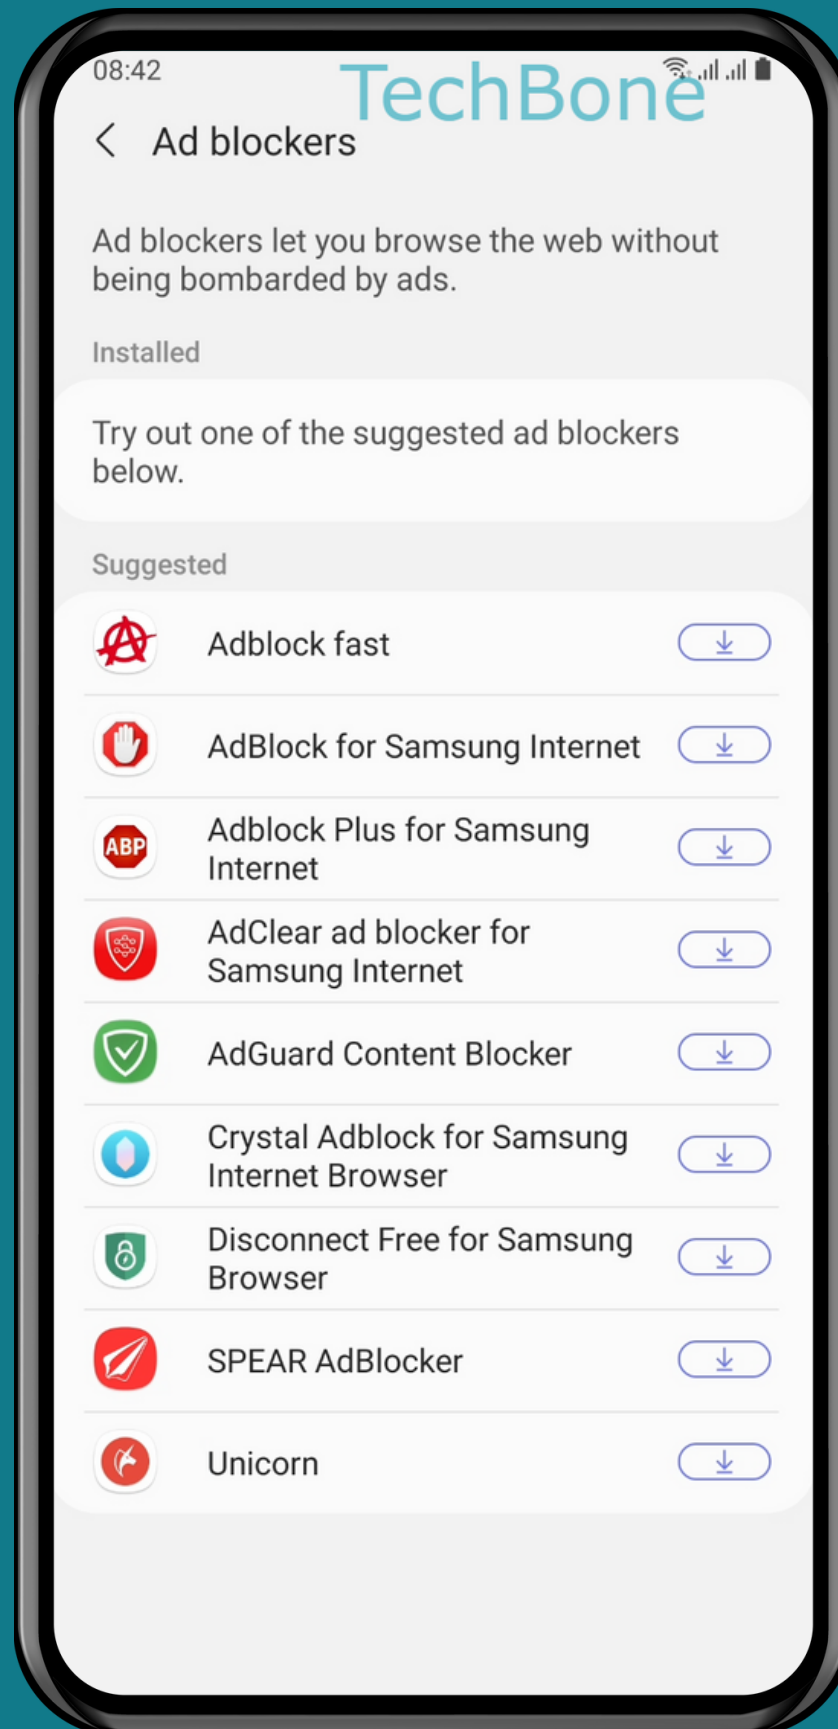 08:42
TechBone
Ad blockers
Ad blockers let you browse the web without
being bombarded by ads.
Installed
Try out one of the suggested ad blockers
below.
Suggested
Adblock fast
AdBlock for Samsung Internet
ABP
Adblock Plus for Samsung
Internet
AdClear ad blocker for
Samsung Internet
AdGuard Content Blocker
Crystal Adblock for Samsung
Internet Browser
Disconnect Free for Samsung
Browser
SPEAR AdBlocker
Unicorn